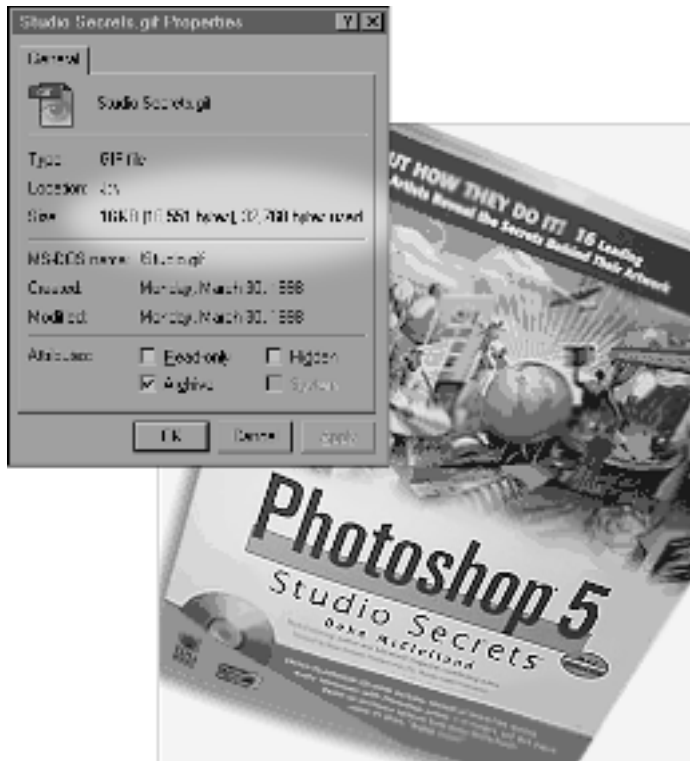 Studio Secrets.gif Properties
General
Studio Secrets.gif
Type: GIF file
Location: J:\
Size: 16KB (16,551 bytes), 32,768 bytes used
MS-DOS name: !Studio.gif
Created: Monday, March 30, 1998
Modified: Monday, March 30, 1998
Attributes: Read-only Hidden
Archive System
OK Cancel Apply
OUT HOW THEY DO IT! 16 Leading
Artists Reveal the Secrets Behind Their Artwork
Photoshop 5
Studio Secrets
Deke McClelland